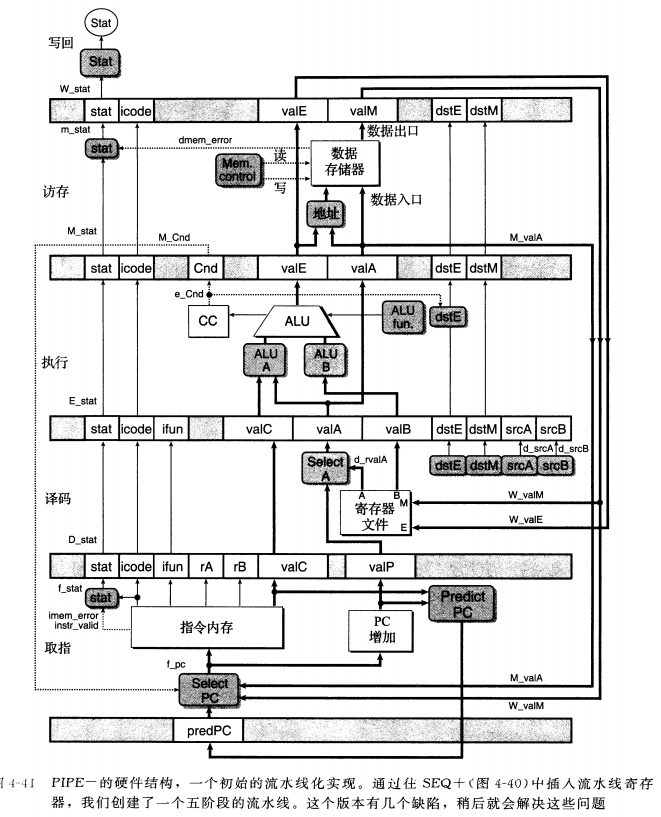 Stat
写回
Stat
W_stat
stat icode valE valM dstE dstM
m_stat
数据出口
dmem_error
stat
读
数据
存储器
Mem.
control
写
访存
数据入口
地址
M_stat
M_Cnd
M_valA
stat icode Cnd valE valA dstE dstM
e_Cnd
CC
ALU
ALU
fun.
dstE
执行
ALU
A
ALU
B
E_stat
stat icode ifun valC valA valB dstE dstM srcA srcB
d_srcA d_srcB
Select
A
d_rvalA
dstE dstM srcA srcB
A B
M
W_valM
译码
寄存器
文件
E
W_valE
D_stat
stat icode ifun rA rB valC valP
f_stat
stat
Predict
PC
imem_error
instr_valid
指令内存
PC
增加
取指
f_pc
M_valA
Select
PC
W_valM
predPC
图 4-41 PIPE-的硬件结构，一个初始的流水线化实现。通过往 SEQ+(图 4-40)中插入流水线寄存
器，我们创建了一个五阶段的流水线。这个版本有几个缺陷，稍后就会解决这些问题